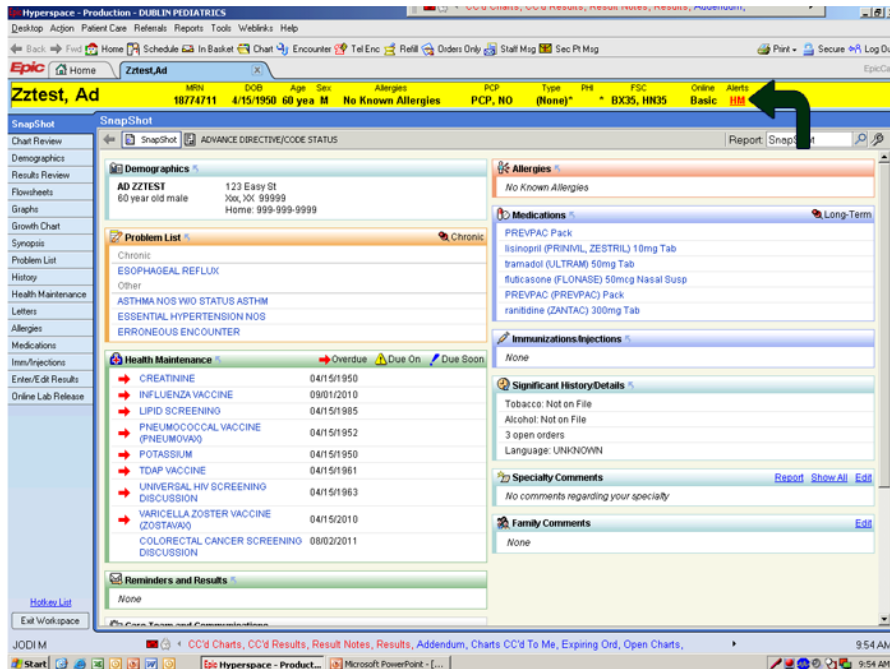 Hyperspace - Production - DUBLIN PEDIATRICS
Desktop Action Patient Care Referrals Reports Tools Weblinks Help
Back Fwd Home Schedule In Basket Chart Encounter Tel Enc Refill Orders Only Staff Msg Sec Pt Msg Print Secure Log Ou
Epic Home Zztest,Ad EpicCa
MRN DOB Age Sex Allergies PCP Type PHI FSC Online Alerts
Zztest, Ad 18774711 4/15/1950 60 yea M No Known Allergies PCP, NO (None)* * BX35, HN35 Basic HM
SnapShot
Chart Review
Demographics
Results Review
Flowsheets
Graphs
Growth Chart
Synopsis
Problem List
History
Health Maintenance
Letters
Allergies
Medications
Imm/Injections
Enter/Edit Results
Online Lab Release
Hotkey List
Exit Workspace
SnapShot
SnapShot ADVANCE DIRECTIVE/CODE STATUS Report:
Demographics
AD ZZTEST 123 Easy St
60 year old male Xxx, XX 99999
Home: 999-999-9999
Problem List Chronic
Chronic
ESOPHAGEAL REFLUX
Other
ASTHMA NOS W/O STATUS ASTHM
ESSENTIAL HYPERTENSION NOS
ERRONEOUS ENCOUNTER
Health Maintenance Overdue Due On Due Soon
CREATININE 04/15/1950
INFLUENZA VACCINE 09/01/2010
LIPID SCREENING 04/15/1985
PNEUMOCOCCAL VACCINE 04/15/1952
(PNEUMOVAX)
POTASSIUM 04/15/1950
TDAP VACCINE 04/15/1961
UNIVERSAL HIV SCREENING 04/15/1963
DISCUSSION
VARICELLA ZOSTER VACCINE 04/15/2010
(ZOSTAVAX)
COLORECTAL CANCER SCREENING 08/02/2011
DISCUSSION
Reminders and Results
None
Allergies
No Known Allergies
Medications Long-Term
PREVPAC Pack
lisinopril (PRINIVIL, ZESTRIL) 10mg Tab
tramadol (ULTRAM) 50mg Tab
fluticasone (FLONASE) 50mcg Nasal Susp
PREVPAC (PREVPAC) Pack
ranitidine (ZANTAC) 300mg Tab
Immunizations/Injections
None
Significant History/Details
Tobacco: Not on File
Alcohol: Not on File
3 open orders
Language: UNKNOWN
Specialty Comments Report Show All Edit
No comments regarding your specialty
Family Comments Edit
None
JODI M CC'd Charts, CC'd Results, Result Notes, Results, Addendum, Charts CC'd To Me, Expiring Ord, Open Charts, 9:54 AM
Start Hyperspace - Product... Microsoft PowerPoint - [... 9:54 AM